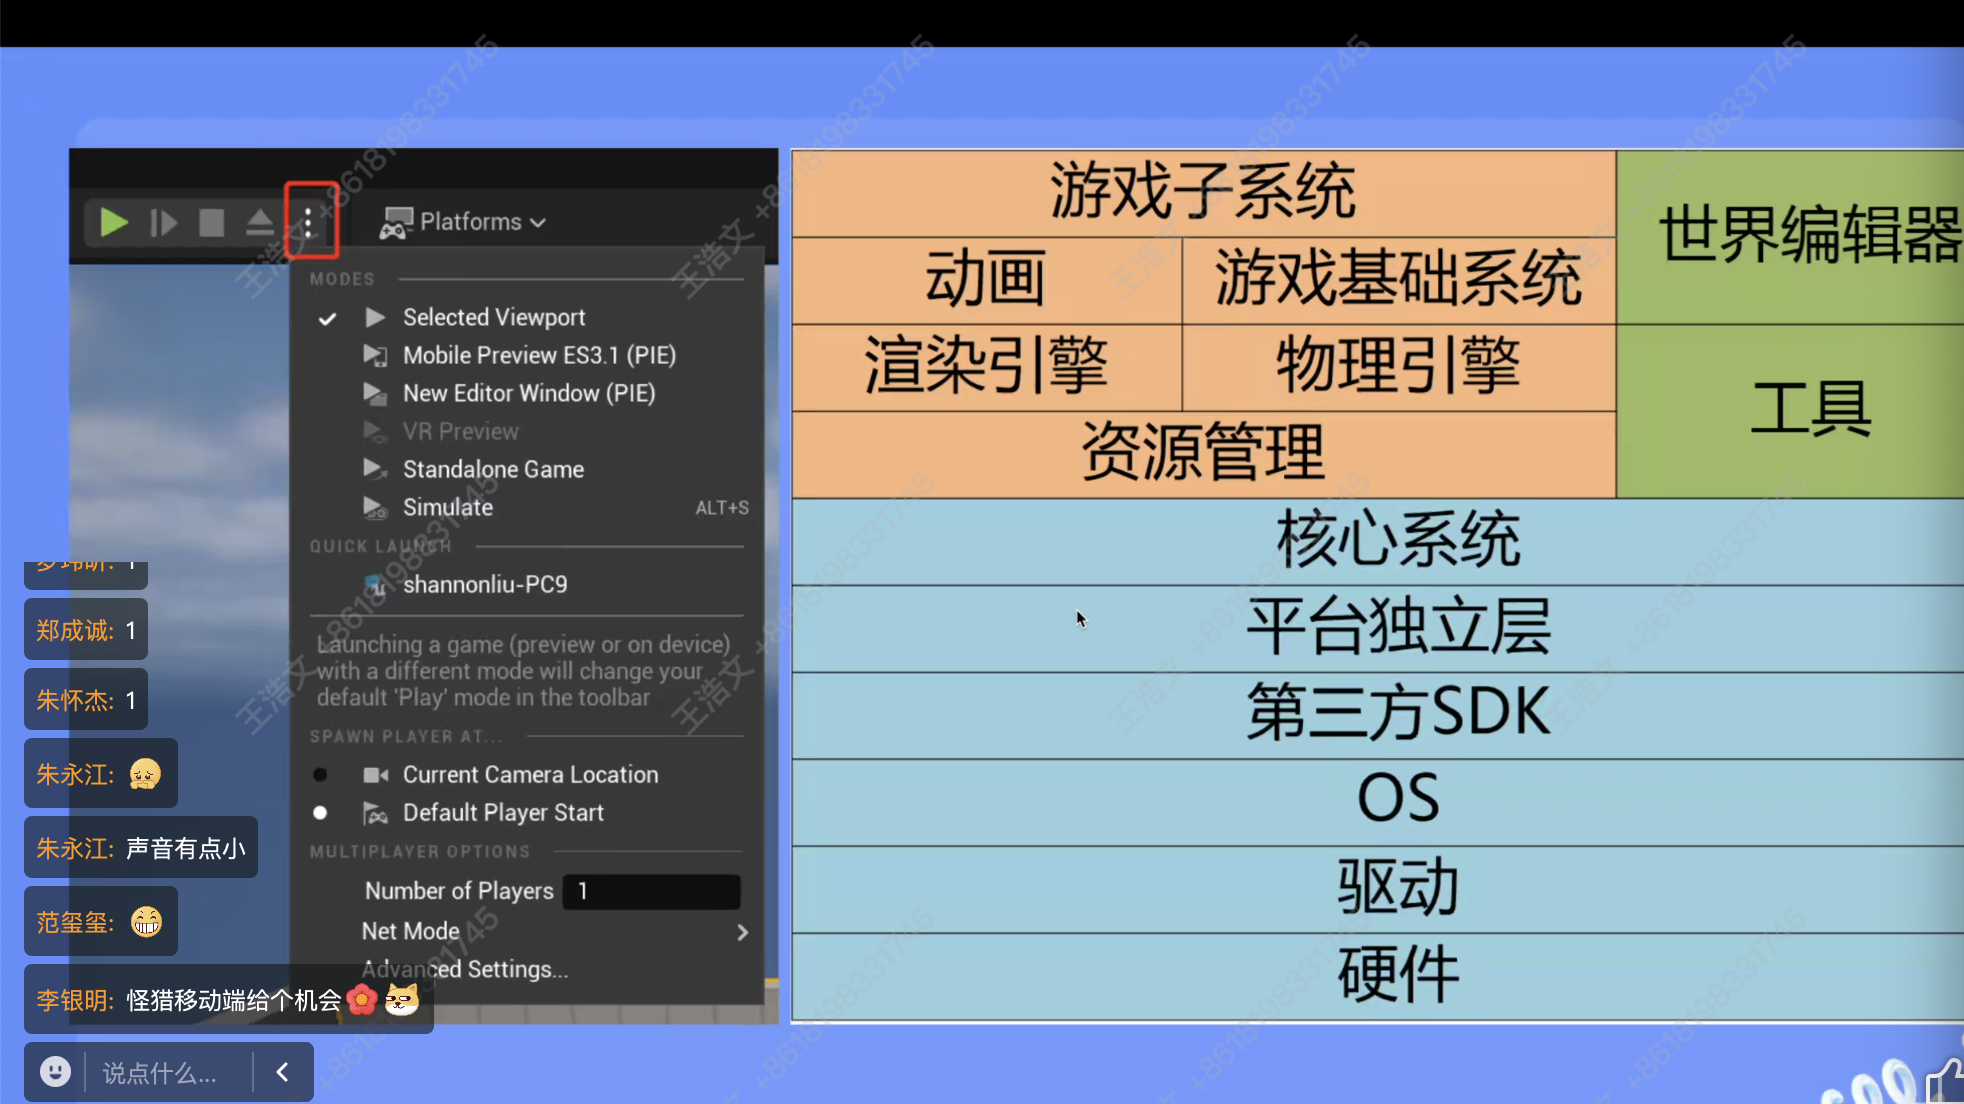 Platforms
MODES
Selected Viewport
Mobile Preview ES3.1 (PIE)
New Editor Window (PIE)
VR Preview
Standalone Game
Simulate ALT+S
QUICK LAUNCH
shannonliu-PC9
Launching a game (preview or on device)
with a different mode will change your
default 'Play' mode in the toolbar
SPAWN PLAYER AT...
Current Camera Location
Default Player Start
MULTIPLAYER OPTIONS
Number of Players 1
Net Mode
Advanced Settings...
游戏子系统
世界编辑器
动画 游戏基础系统
渲染引擎 物理引擎
工具
资源管理
核心系统
平台独立层
第三方SDK
OS
驱动
硬件
郑成诚: 1
朱怀杰: 1
朱永江:
朱永江: 声音有点小
范玺玺:
李银明: 怪猎移动端给个机会
说点什么...
王浩文 +8618198331745